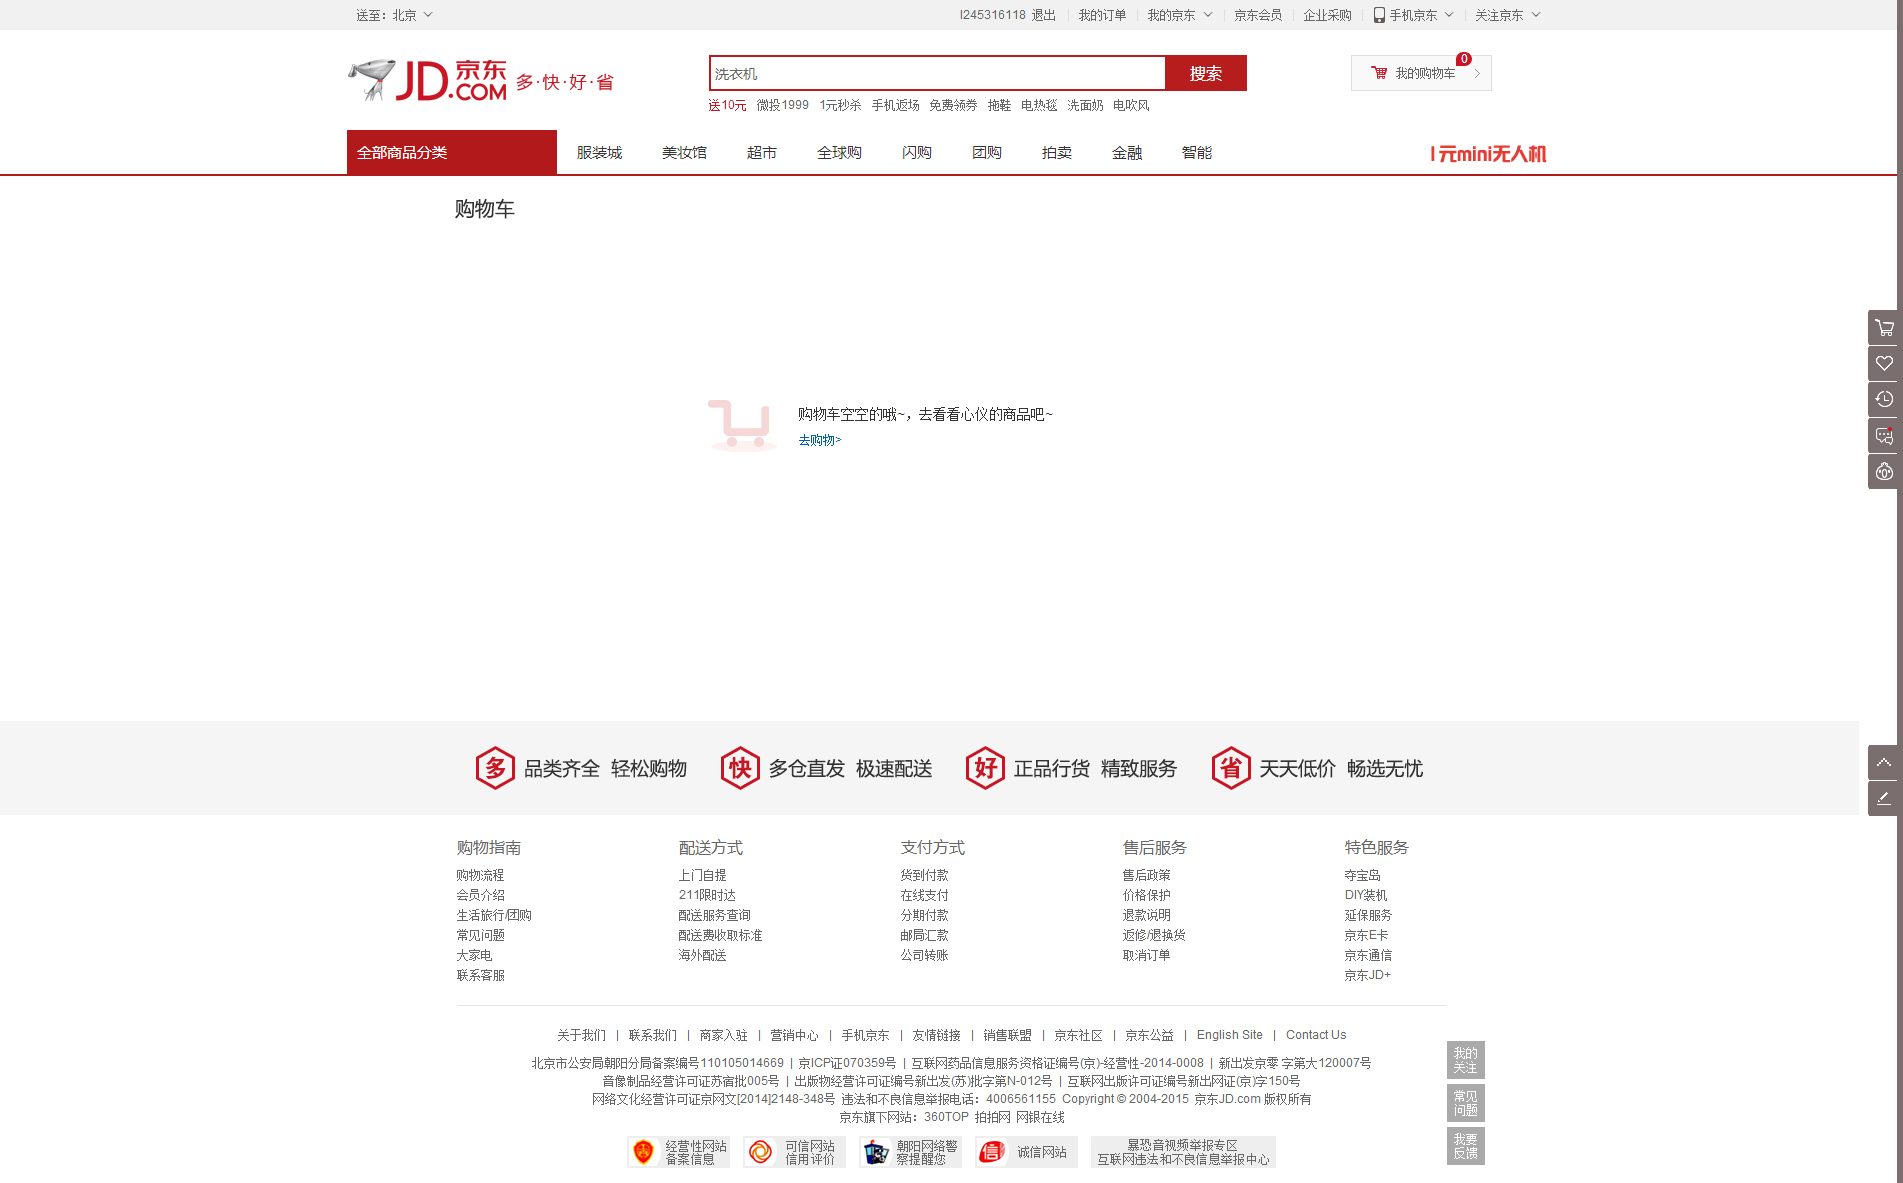 送至：北京
l245316118 退出 我的订单 我的京东 京东会员 企业采购 手机京东 关注京东
JD.COM 京东 多·快·好·省
洗衣机 搜索
0
我的购物车 >
送10元 微投1999 1元秒杀 手机返场 免费领券 拖鞋 电热毯 洗面奶 电吹风
全部商品分类 服装城 美妆馆 超市 全球购 闪购 团购 拍卖 金融 智能 1元mini无人机
购物车
购物车空空的哦~，去看看心仪的商品吧~
去购物>
多 品类齐全 轻松购物 快 多仓直发 极速配送 好 正品行货 精致服务 省 天天低价 畅选无忧
购物指南
购物流程
会员介绍
生活旅行/团购
常见问题
大家电
联系客服
配送方式
上门自提
211限时达
配送服务查询
配送费收取标准
海外配送
支付方式
货到付款
在线支付
分期付款
邮局汇款
公司转账
售后服务
售后政策
价格保护
退款说明
返修/退换货
取消订单
特色服务
夺宝岛
DIY装机
延保服务
京东E卡
京东通信
京东JD+
关于我们 | 联系我们 | 商家入驻 | 营销中心 | 手机京东 | 友情链接 | 销售联盟 | 京东社区 | 京东公益 | English Site | Contact Us
北京市公安局朝阳分局备案编号110105014669 | 京ICP证070359号 | 互联网药品信息服务资格证编号(京)-经营性-2014-0008 | 新出发京零 字第大120007号
音像制品经营许可证苏宿批005号 | 出版物经营许可证编号新出发(苏)批字第N-012号 | 互联网出版许可证编号新出网证(京)字150号
网络文化经营许可证京网文[2014]2148-348号 违法和不良信息举报电话：4006561155 Copyright © 2004-2015 京东JD.com 版权所有
京东旗下网站：360TOP 拍拍网 网银在线
经营性网站
备案信息
可信网站
信用评价
朝阳网络警
察提醒您
信 诚信网站
暴恐音视频举报专区
互联网违法和不良信息举报中心
我的
关注
常见
问题
我要
反馈